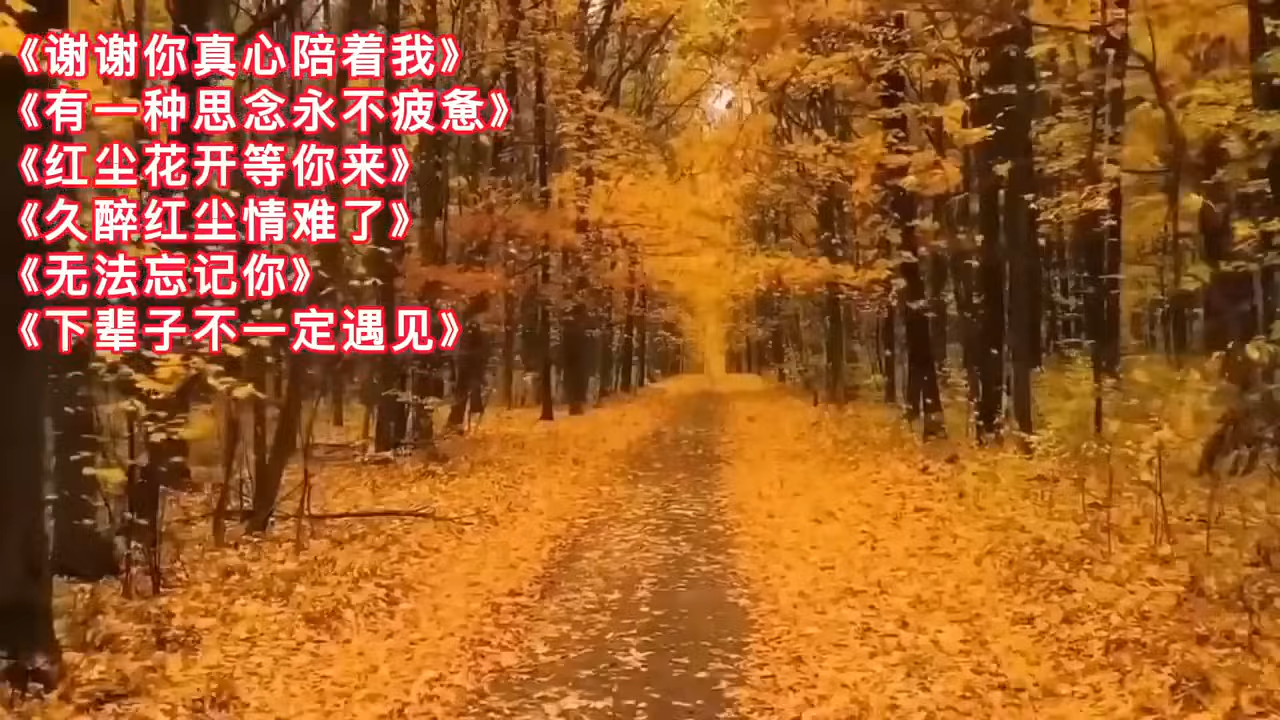 《谢谢你真心陪着我》
《有一种思念永不疲惫》
《红尘花开等你来》
《久醉红尘情难了》
《无法忘记你》
《下辈子不一定遇见》